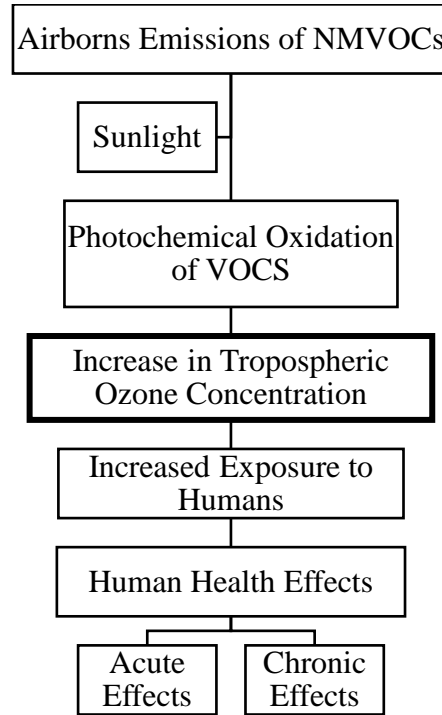 Airborns Emissions of NMVOCs
Sunlight
Photochemical Oxidation
of VOCS
Increase in Tropospheric
Ozone Concentration
Increased Exposure to
Humans
Human Health Effects
Acute
Effects
Chronic
Effects